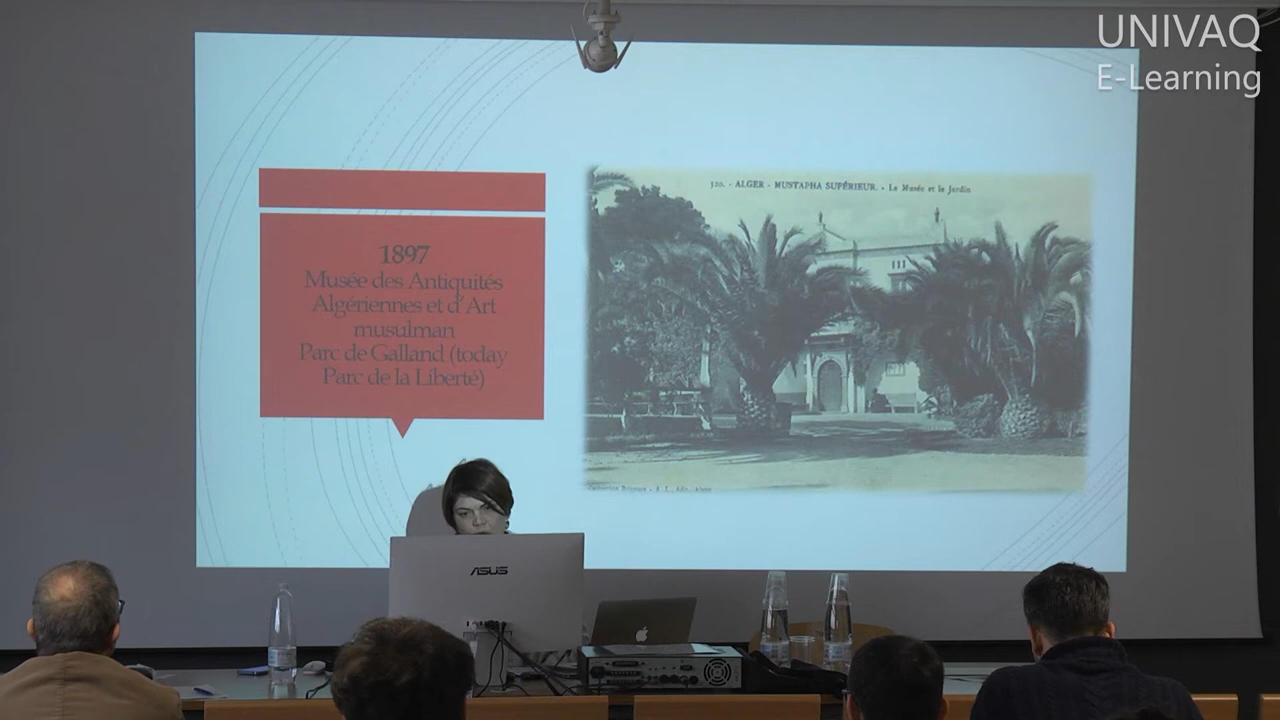 UNIVAQ
E-Learning
320. - ALGER - MUSTAPHA SUPÉRIEUR. - Le Musée et le Jardin
1897
Musée des Antiquités
Algériennes et d'Art
musulman
Parc de Galland (today
Parc de la Liberté)
ASUS